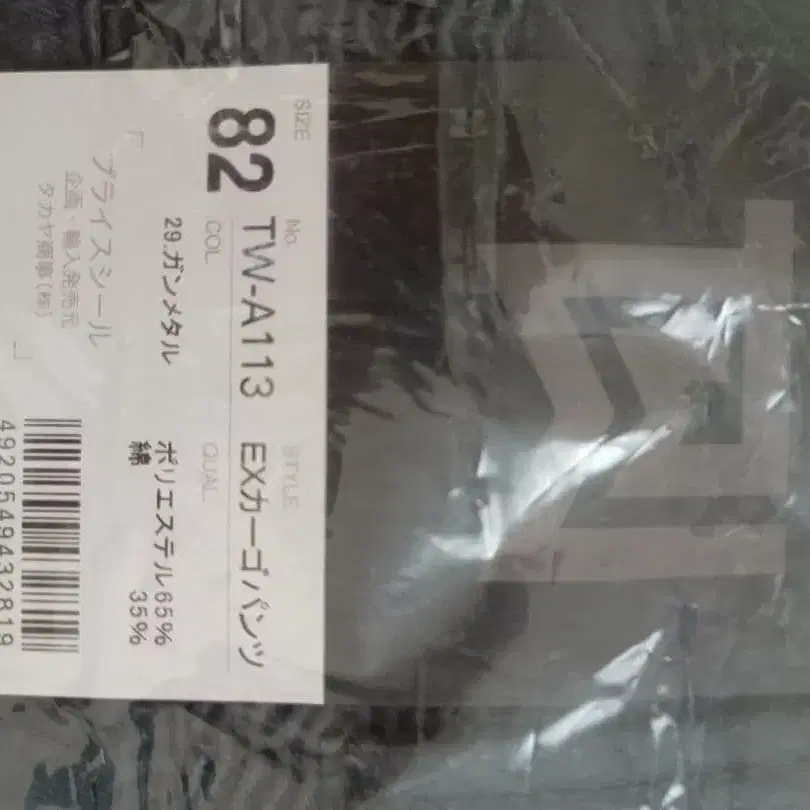 SIZE
82
No.
TW-A113
STYLE
EXカーゴパンツ
COL
29.ガンメタル
QUAL
ポリエステル65%
綿 35%
「プライスシール
企画・輸入発売元
タカヤ商事(株)
」
4920549432819